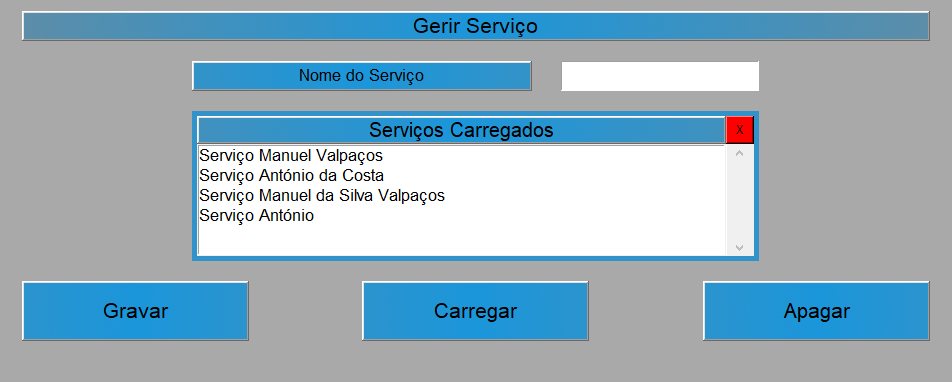 Gerir Serviço
Nome do Serviço
Serviços Carregados X
Serviço Manuel Valpaços
Serviço António da Costa
Serviço Manuel da Silva Valpaços
Serviço António
Gravar Carregar Apagar